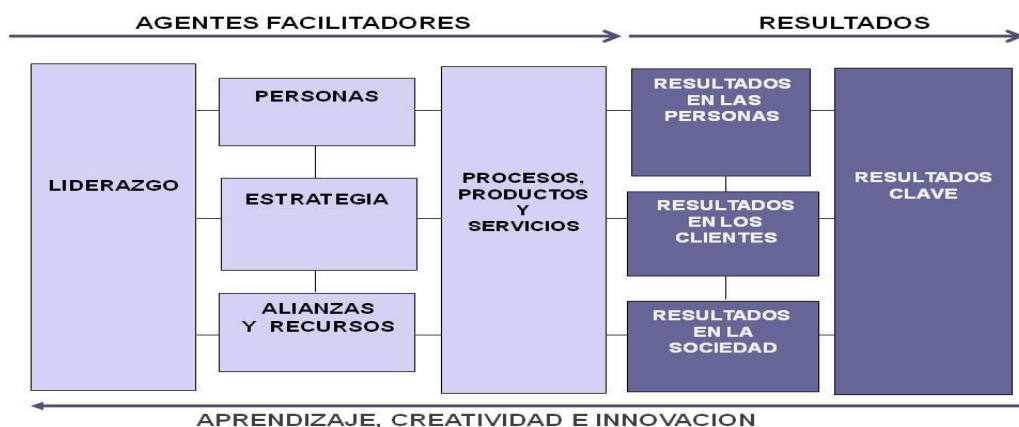 AGENTES FACILITADORES
RESULTADOS
LIDERAZGO
PERSONAS
ESTRATEGIA
ALIANZAS
Y RECURSOS
PROCESOS,
PRODUCTOS
Y
SERVICIOS
RESULTADOS
EN LAS
PERSONAS
RESULTADOS
EN LOS
CLIENTES
RESULTADOS
EN LA
SOCIEDAD
RESULTADOS
CLAVE
APRENDIZAJE, CREATIVIDAD E INNOVACION